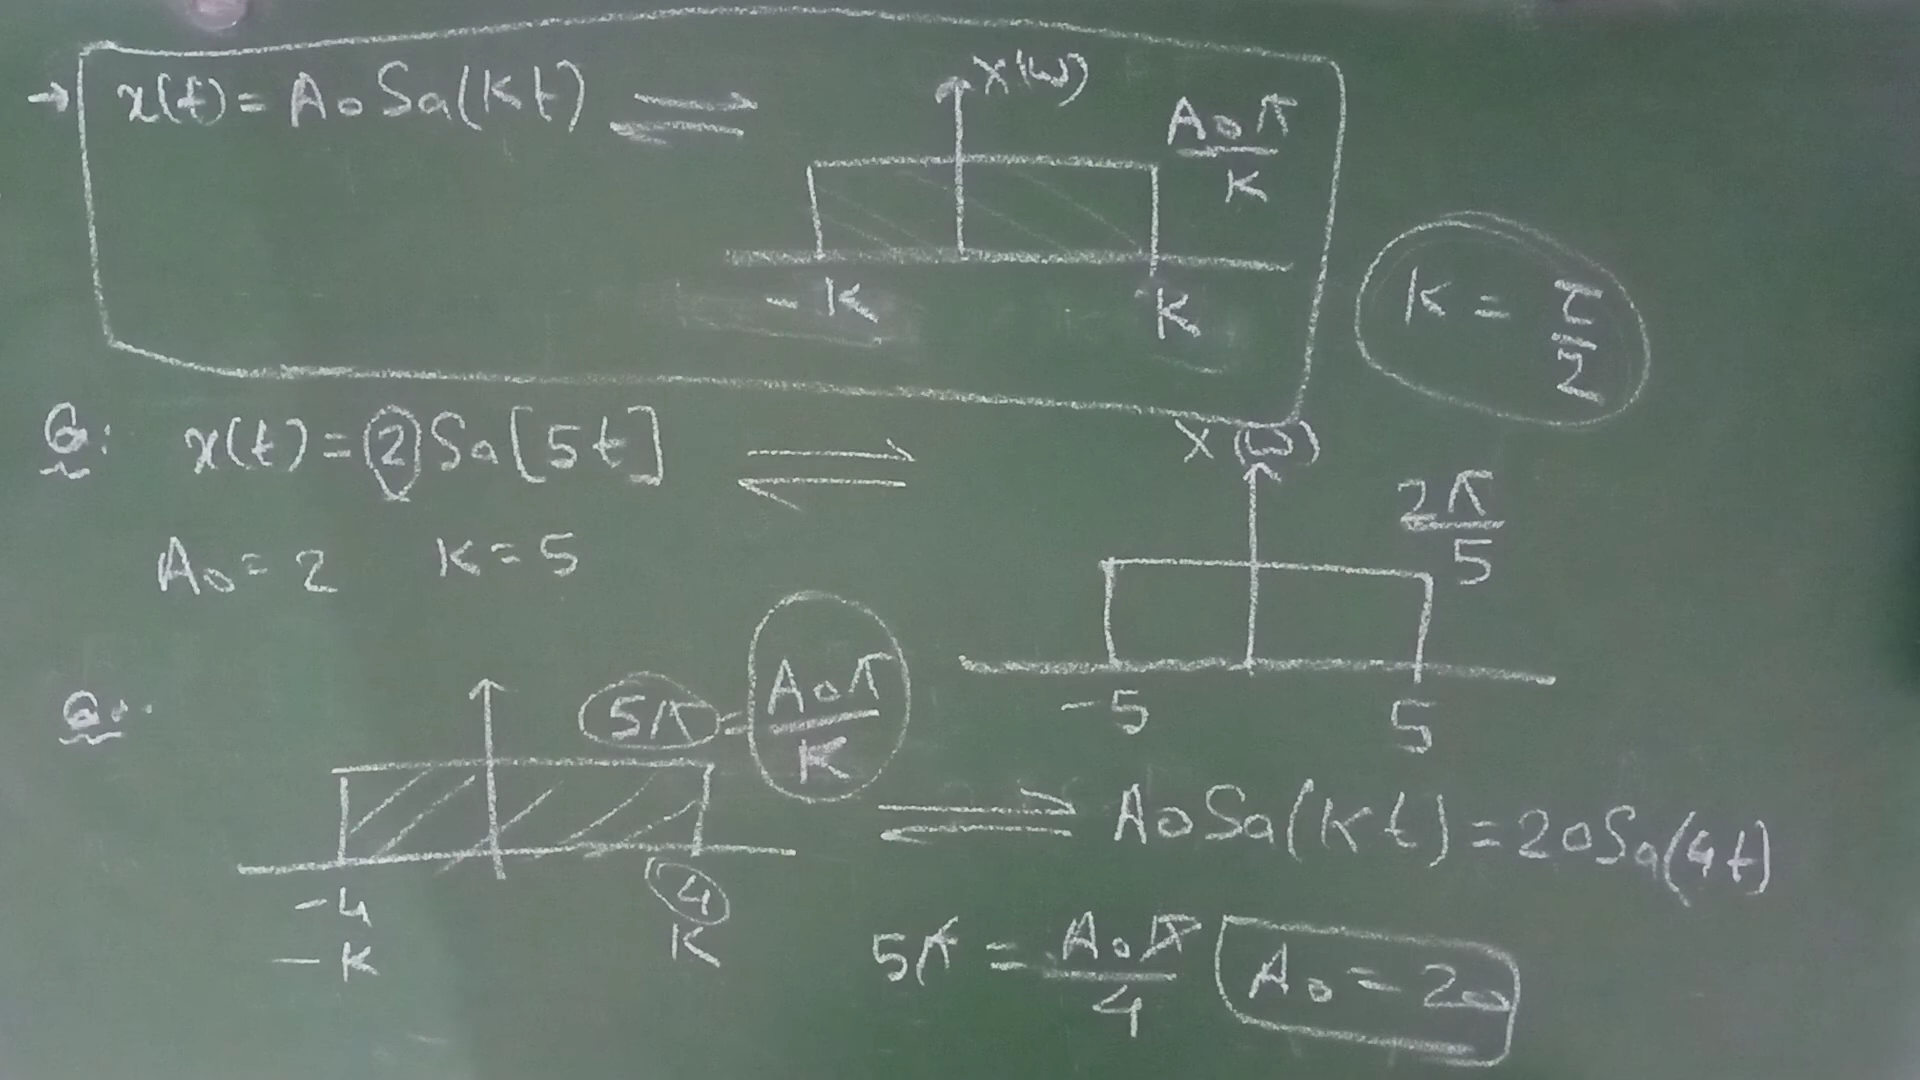 → x(t) = A₀ Sa(Kt) ⇌ X(ω)
A₀π/K
-K K
K = τ/2
Q: x(t) = 2 Sa[5t] ⇌ X(ω)
2π/5
A₀ = 2 K = 5
-5 5
Q:
5π = A₀π/K
⇌ A₀ Sa(Kt) = 20 Sa(4t)
-4 4
-K K
5π = A₀π/4 A₀ = 20